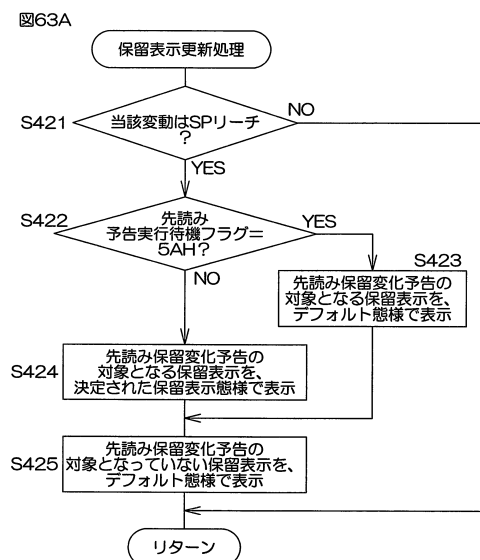 図63A
保留表示更新処理
S421
当該変動はSPリーチ
？
NO
YES
S422
先読み
予告実行待機フラグ＝
5AH？
YES
NO
S423
先読み保留変化予告の
対象となる保留表示を、
デフォルト態様で表示
S424
先読み保留変化予告の
対象となる保留表示を、
決定された保留表示態様で表示
S425
先読み保留変化予告の
対象となっていない保留表示を、
デフォルト態様で表示
リターン